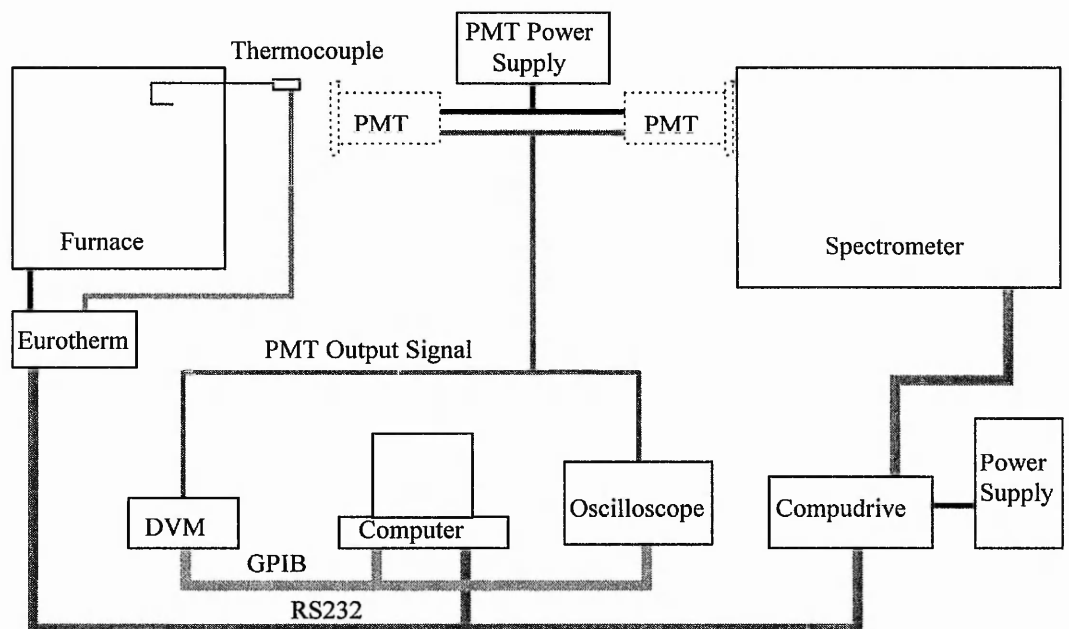 PMT Power
Supply
Thermocouple
PMT
PMT
Furnace
Spectrometer
Eurotherm
PMT Output Signal
Power
Supply
Oscilloscope
Compudrive
DVM
Computer
GPIB
RS232